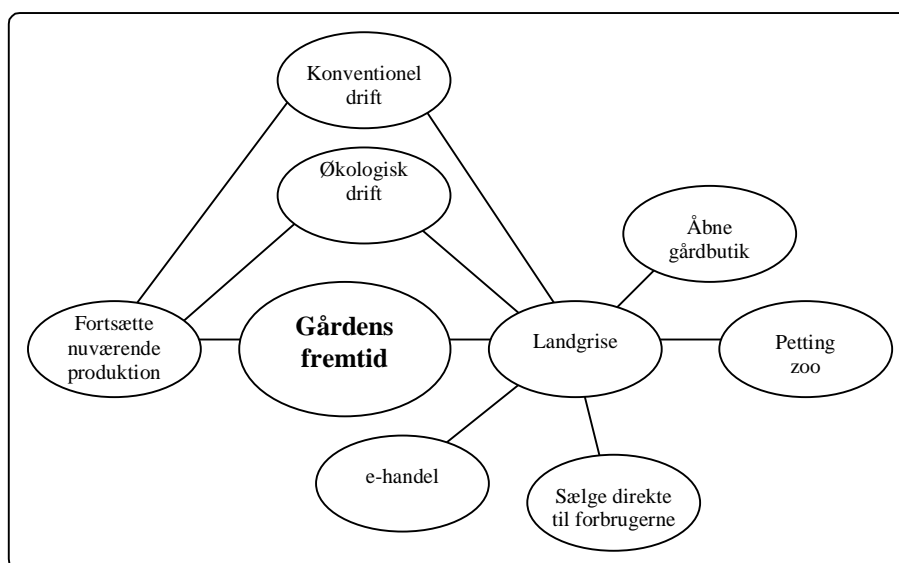 Konventionel
drift
Økologisk
drift
Åbne
gårdbutik
Fortsætte
nuværende
produktion
Gårdens
fremtid
Landgrise
Petting
zoo
e-handel
Sælge direkte
til forbrugerne